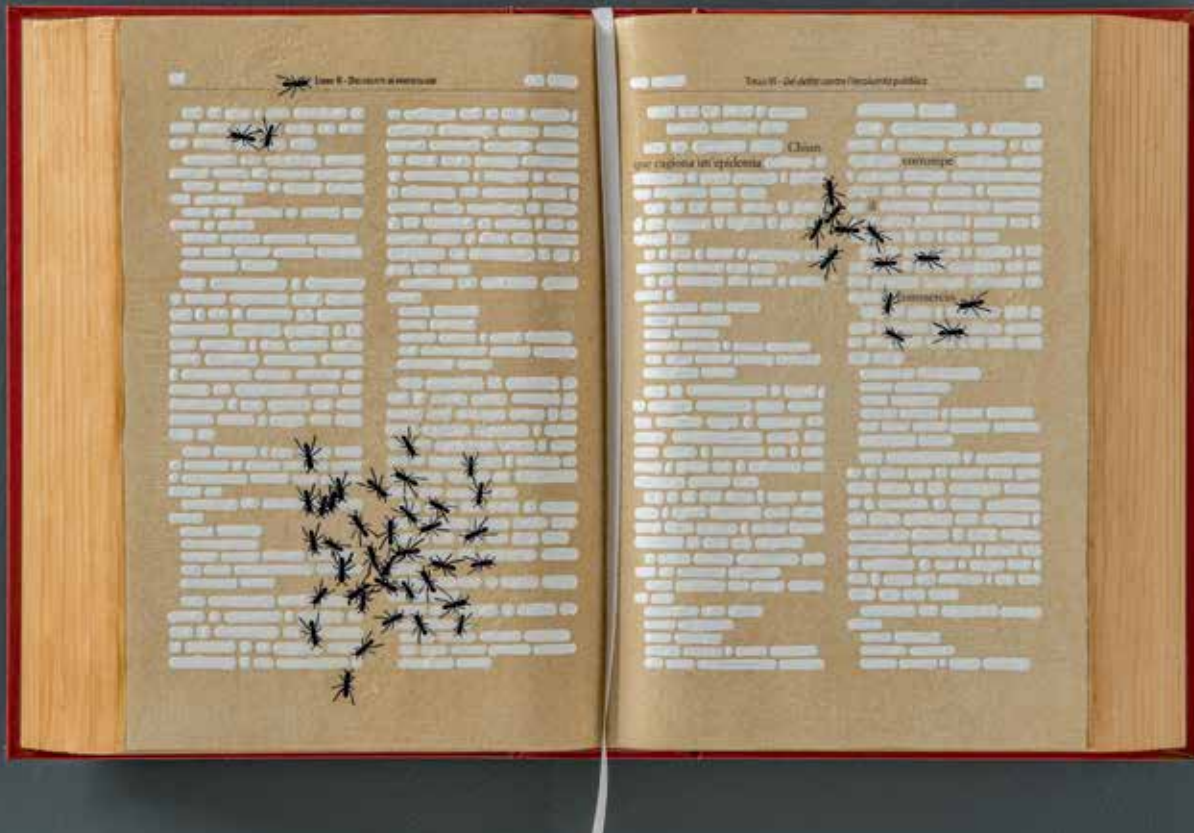 Libro II - Dei delitti in particolare
Titolo VI - Dei delitti contro l'incolumità pubblica
Chiun
que cagiona un'epidemia
corrompe
commercio